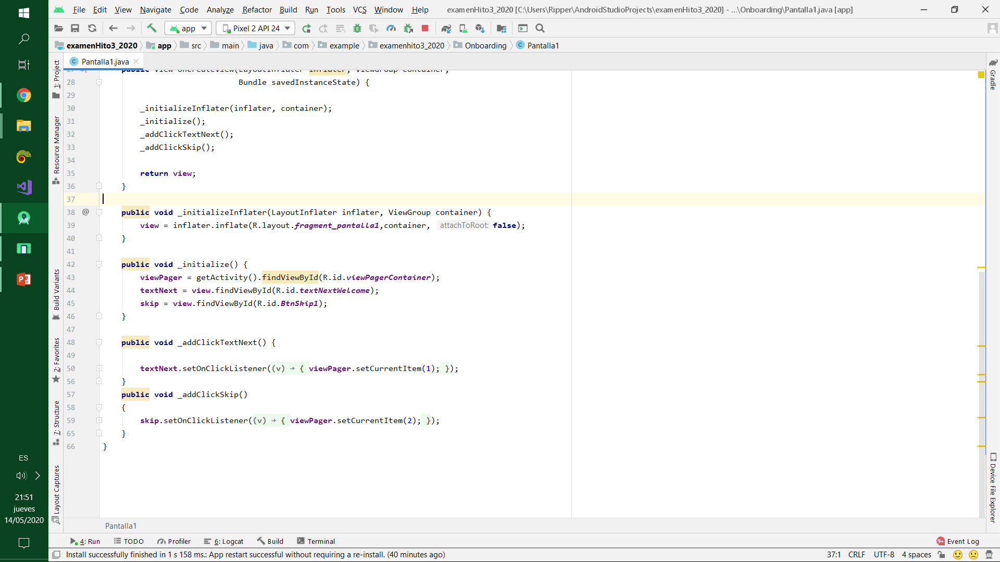 File Edit View Navigate Code Analyze Refactor Build Run Tools VCS Window Help examenHito3_2020 [C:\Users\Ripper\AndroidStudioProjects\examenHito3_2020] - ...\Onboarding\Pantalla1.java [app]
app Pixel 2 API 24
examenHito3_2020 app src main java com example examenhito3_2020 Onboarding Pantalla1
Pantalla1.java
27 public View onCreateView(LayoutInflater inflater, ViewGroup container,
28 Bundle savedInstanceState) {
29
30 _initializeInflater(inflater, container);
31 _initialize();
32 _addClickTextNext();
33 _addClickSkip();
34
35 return view;
36 }
37
38 @ public void _initializeInflater(LayoutInflater inflater, ViewGroup container) {
39 view = inflater.inflate(R.layout.fragment_pantalla1,container, attachToRoot: false);
40 }
41
42 public void _initialize() {
43 viewPager = getActivity().findViewById(R.id.viewPagerContainer);
44 textNext = view.findViewById(R.id.textNextWelcome);
45 skip = view.findViewById(R.id.BtnSkip1);
46 }
47
48 public void _addClickTextNext() {
49
50 textNext.setOnClickListener((v) → { viewPager.setCurrentItem(1); });
56 }
57 public void _addClickSkip()
58 {
59 skip.setOnClickListener((v) → { viewPager.setCurrentItem(2); });
65 }
66 }
Pantalla1
1: Project
Resource Manager
Build Variants
2: Favorites
7: Structure
Layout Captures
Gradle
Device File Explorer
4: Run TODO Profiler 6: Logcat Build Terminal 9+ Event Log
Install successfully finished in 1 s 158 ms.: App restart successful without requiring a re-install. (40 minutes ago) 37:1 CRLF UTF-8 4 spaces
ES
21:51
jueves
14/05/2020